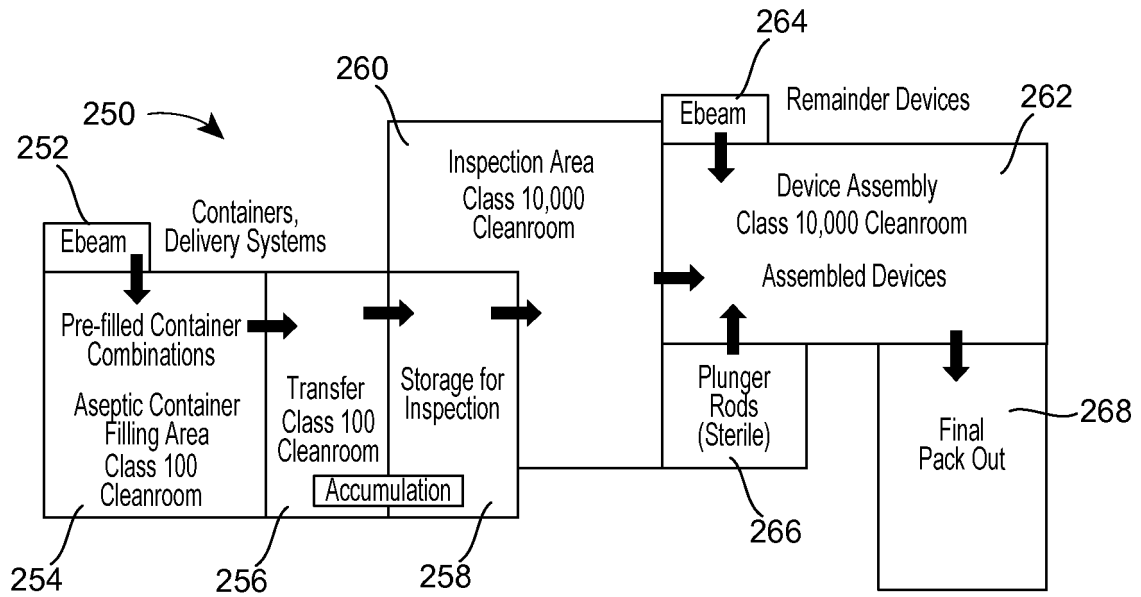 264
260
Ebeam
Remainder Devices
262
250
252
Inspection Area
Class 10,000
Cleanroom
Device Assembly
Class 10,000 Cleanroom
Containers,
Delivery Systems
Ebeam
Assembled Devices
Pre-filled Container
Combinations
Aseptic Container
Filling Area
Class 100
Cleanroom
Transfer
Class 100
Cleanroom
Storage for
Inspection
Accumulation
Plunger
Rods
(Sterile)
Final
Pack Out
268
266
254
256
258